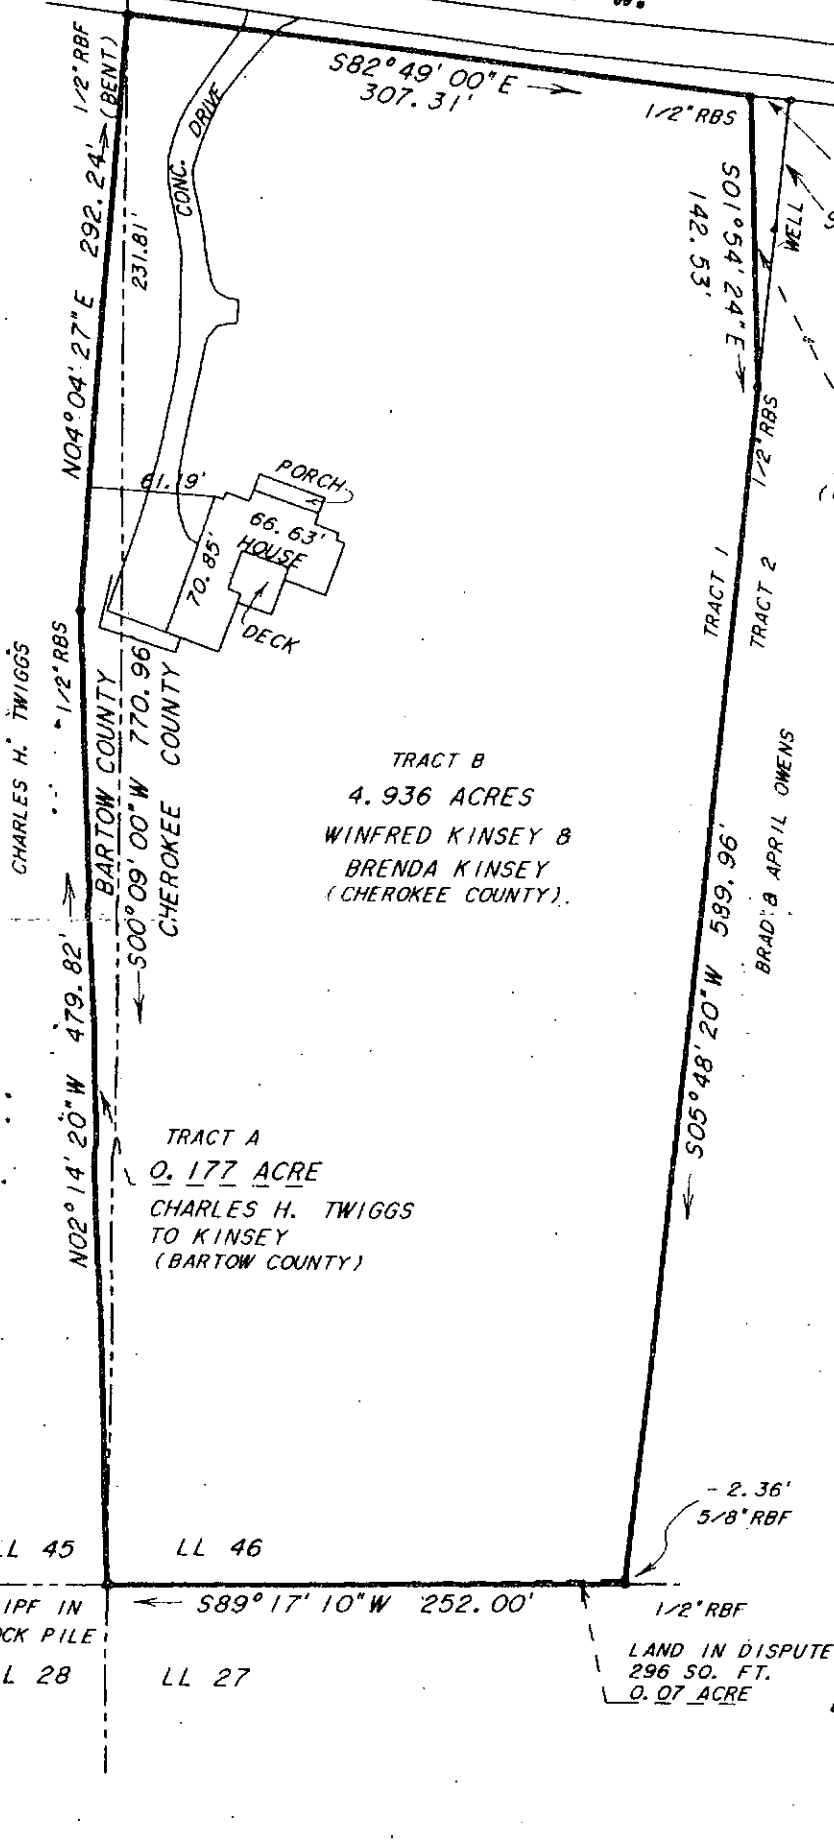 S82°49'00"E
307.31'
1/2"RBF
(BENT)
N04°04'27"E 292.24'
231.81'
CONC. DRIVE
1/2"RBS
S01°54'24"E
142.53'
WELL
1/2"RBS
61.19'
PORCH
66.63'
HOUSE
70.85'
DECK
TRACT 1
TRACT 2
CHARLES H. TWIGGS
1/2"RBS
BARTOW COUNTY
S00°09'00"W 770.96
CHEROKEE COUNTY
TRACT B
4.936 ACRES
WINFRED KINSEY &
BRENDA KINSEY
(CHEROKEE COUNTY).
BRAD & APRIL OWENS
S05°48'20"W 589.96'
N02°14'20"W 479.82'
TRACT A
0.177 ACRE
CHARLES H. TWIGGS
TO KINSEY
(BARTOW COUNTY)
- 2.36'
5/8"RBF
LL 45
LL 46
S89°17'10"W 252.00'
1/2"RBF
IPF IN
OCK PILE
L 28
LL 27
LAND IN DISPUTE
296 SQ. FT.
0.07 ACRE